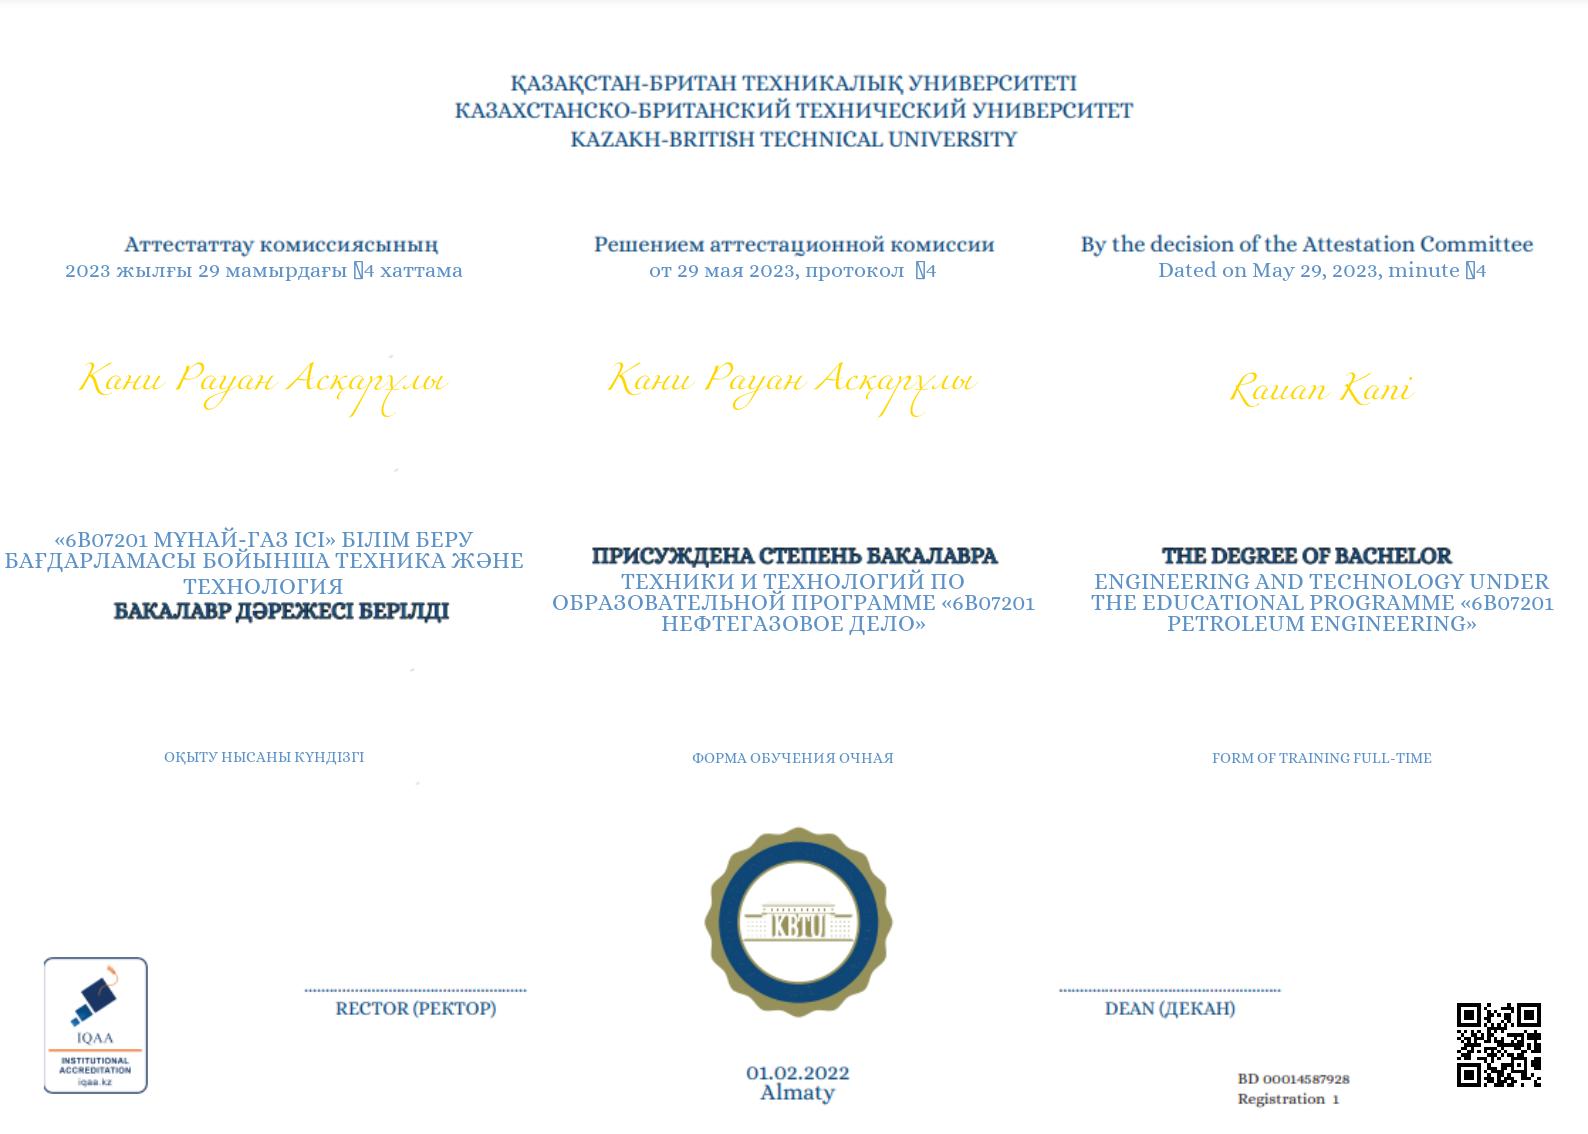 ҚАЗАҚСТАН-БРИТАН ТЕХНИКАЛЫҚ УНИВЕРСИТЕТІ
КАЗАХСТАНСКО-БРИТАНСКИЙ ТЕХНИЧЕСКИЙ УНИВЕРСИТЕТ
KAZAKH-BRITISH TECHNICAL UNIVERSITY
Аттестаттау комиссиясының
2023 жылғы 29 мамырдағы 4 хаттама
Кани Рауан Асқарұлы
«6B07201 МҰНАЙ-ГАЗ ІСІ» БІЛІМ БЕРУ
БАҒДАРЛАМАСЫ БОЙЫНША ТЕХНИКА ЖӘНЕ
ТЕХНОЛОГИЯ
БАКАЛАВР ДӘРЕЖЕСІ БЕРІЛДІ
ОҚЫТУ НЫСАНЫ КҮНДІЗГІ
Решением аттестационной комиссии
от 29 мая 2023, протокол 4
Кани Рауан Асқарұлы
ПРИСУЖДЕНА СТЕПЕНЬ БАКАЛАВРА
ТЕХНИКИ И ТЕХНОЛОГИЙ ПО
ОБРАЗОВАТЕЛЬНОЙ ПРОГРАММЕ «6B07201
НЕФТЕГАЗОВОЕ ДЕЛО»
ФОРМА ОБУЧЕНИЯ ОЧНАЯ
By the decision of the Attestation Committee
Dated on May 29, 2023, minute 4
Rauan Kani
THE DEGREE OF BACHELOR
ENGINEERING AND TECHNOLOGY UNDER
THE EDUCATIONAL PROGRAMME «6B07201
PETROLEUM ENGINEERING»
FORM OF TRAINING FULL-TIME
KBTU
IQAA
INSTITUTIONAL
ACCREDITATION
iqaa.kz
RECTOR (РЕКТОР)
DEAN (ДЕКАН)
01.02.2022
Almaty
BD 00014587928
Registration 1